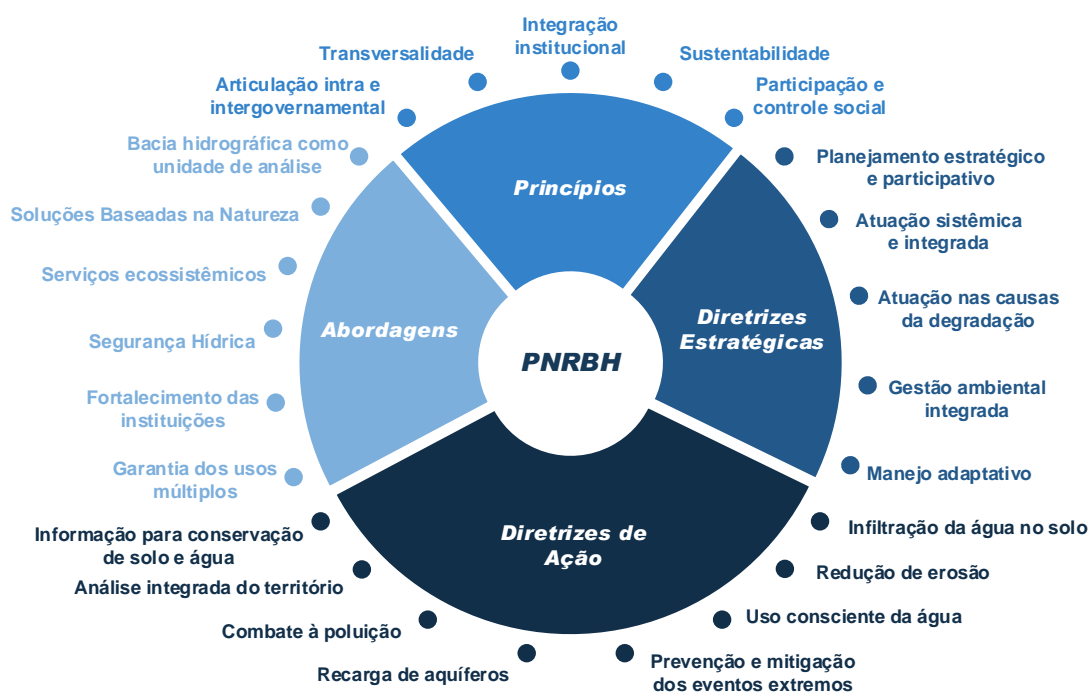 Integração
institucional
Transversalidade
Sustentabilidade
Articulação intra e
intergovernamental
Participação e
controle social
Bacia hidrográfica como
unidade de análise
Soluções Baseadas na Natureza
Serviços ecossistêmicos
Segurança Hídrica
Fortalecimento das
instituições
Garantia dos usos
múltiplos
Princípios
Abordagens
PNRBH
Diretrizes
Estratégicas
Diretrizes de
Ação
Planejamento estratégico
e participativo
Atuação sistêmica
e integrada
Atuação nas causas
da degradação
Gestão ambiental
integrada
Manejo adaptativo
Informação para conservação
de solo e água
Análise integrada do território
Combate à poluição
Recarga de aquíferos
Prevenção e mitigação
dos eventos extremos
Uso consciente da água
Redução de erosão
Infiltração da água no solo